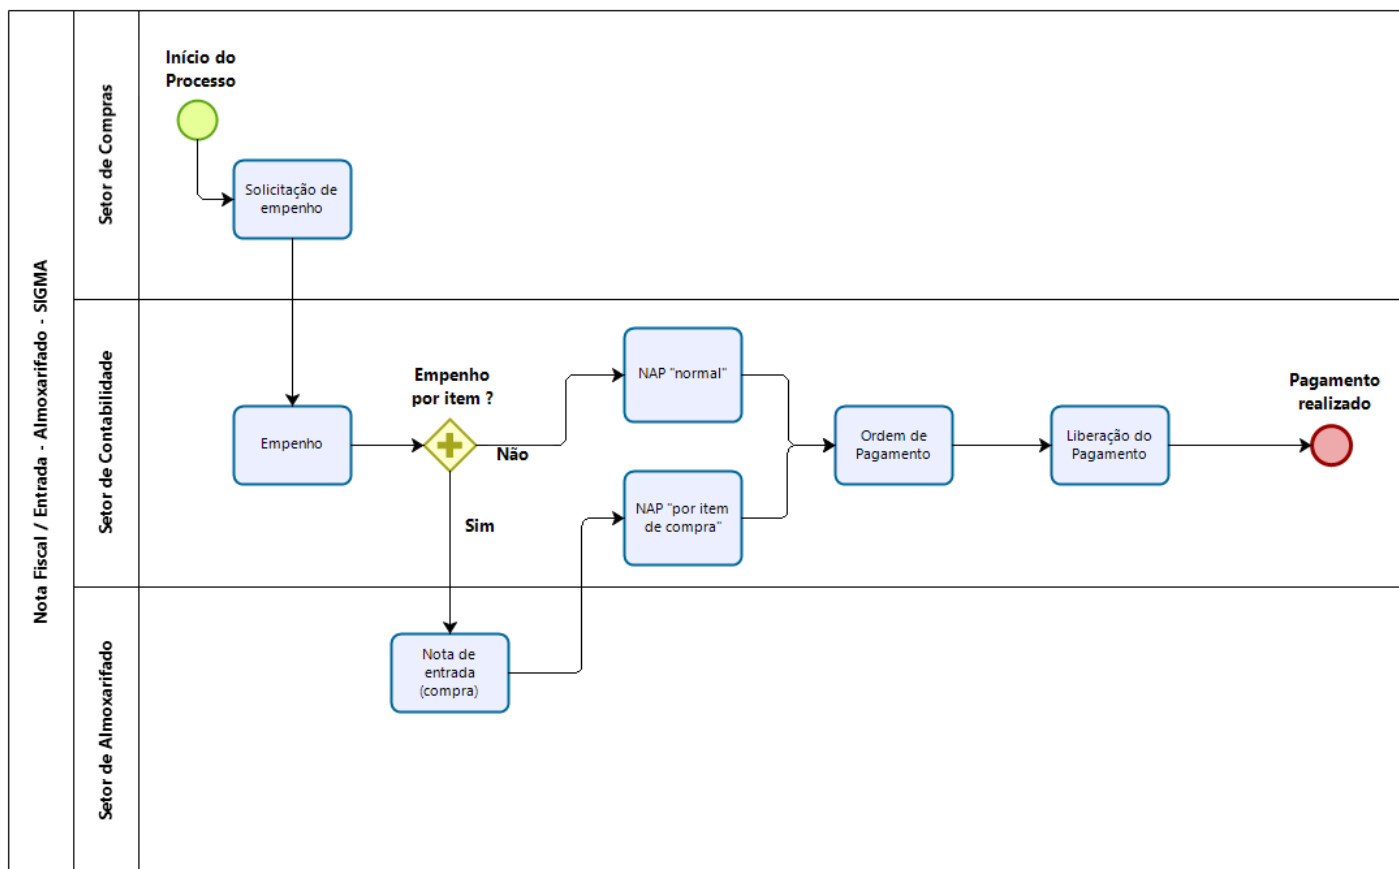 Nota Fiscal / Entrada - Almoxarifado - SIGMA
Setor de Compras
Início do
Processo
Solicitação de
empenho
Setor de Contabilidade
Empenho
Empenho
por item ?
Não
Sim
NAP "normal"
NAP "por item
de compra"
Ordem de
Pagamento
Liberação do
Pagamento
Pagamento
realizado
Setor de Almoxarifado
Nota de
entrada
(compra)